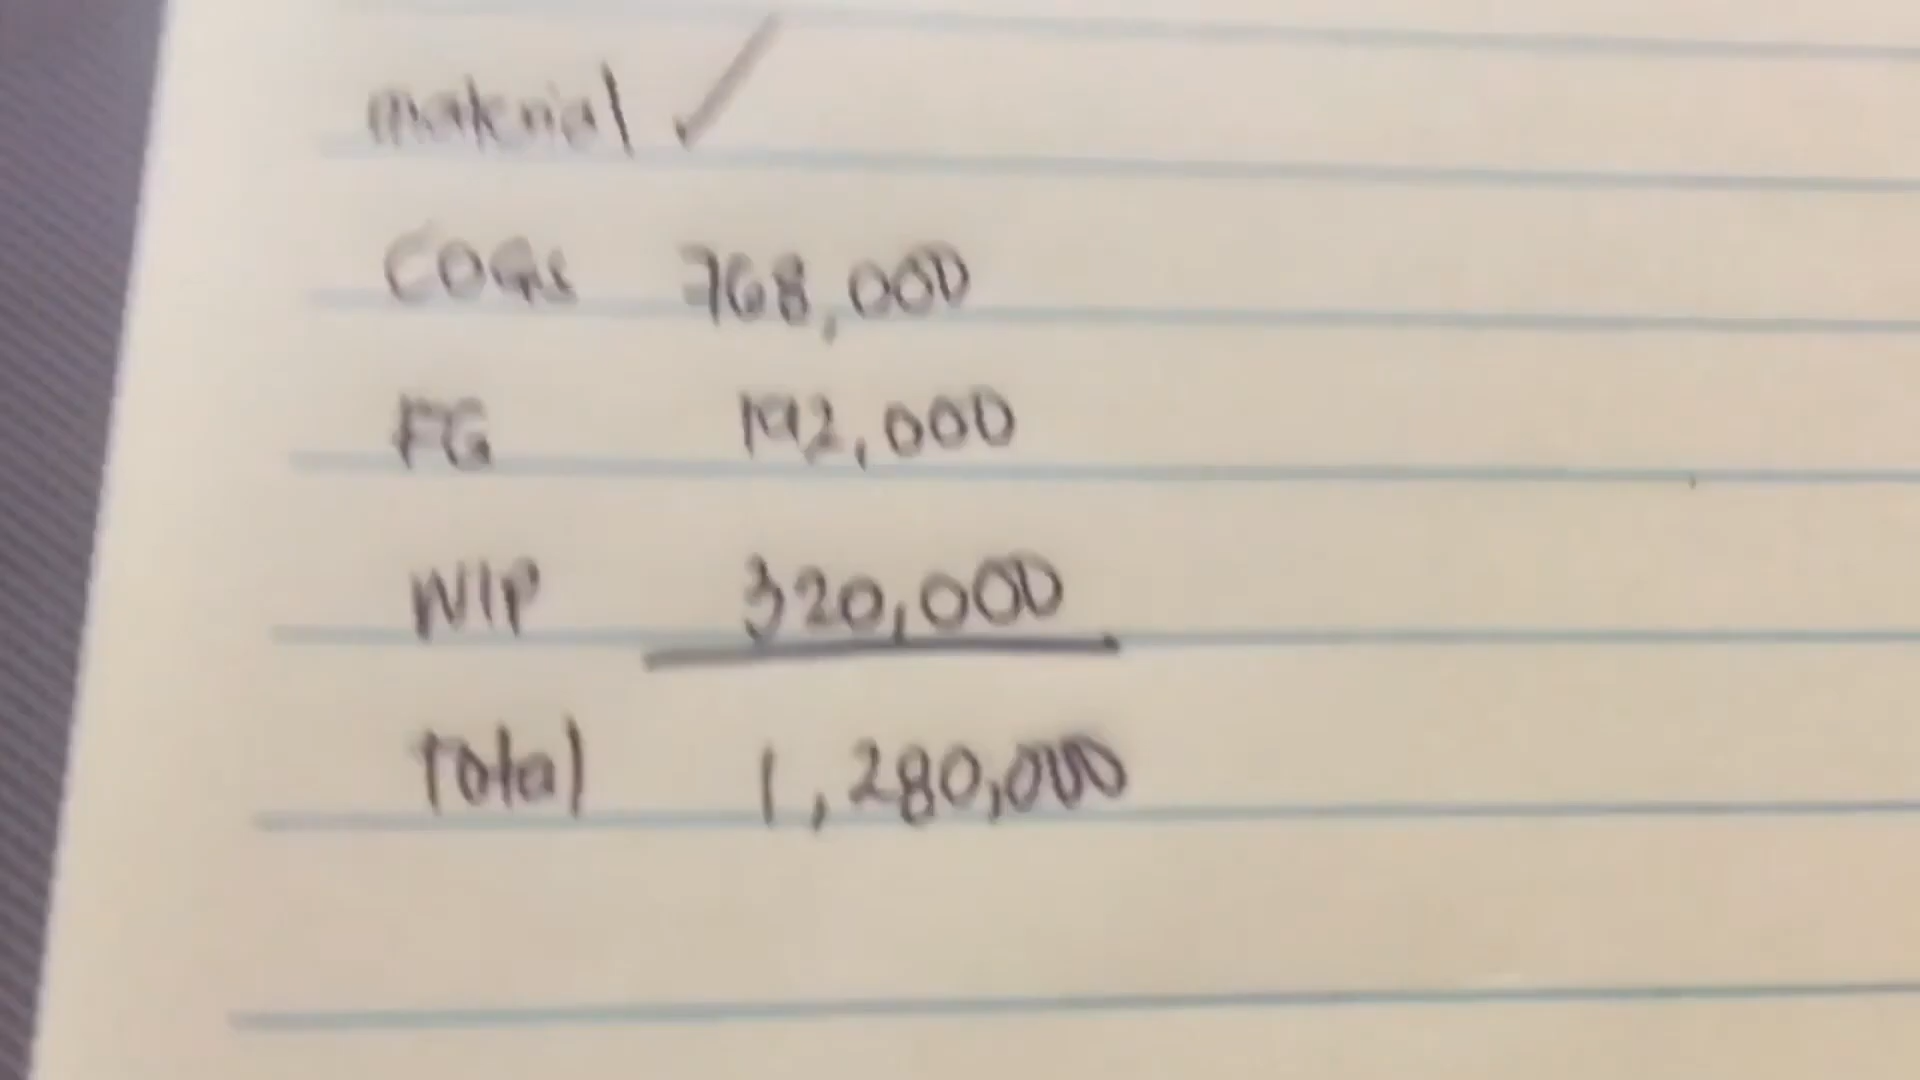 material ✓
COGS 768,000
FG 192,000
WIP 320,000
Total 1,280,000